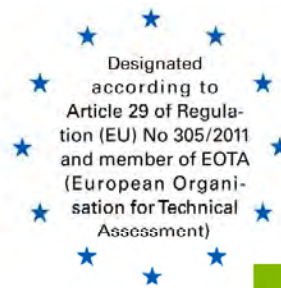 Designated
according to
Article 29 of Regula-
tion (EU) No 305/2011
and member of EOTA
(European Organi-
sation for Technical
Assessment)